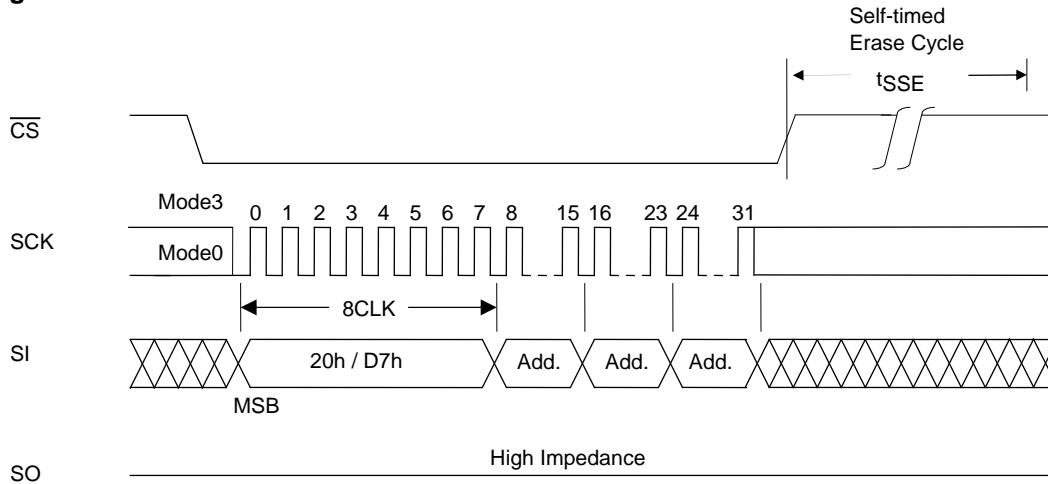 Self-timed
Erase Cycle
tSSE
CS
Mode3
0 1 2 3 4 5 6 7 8 15 16 23 24 31
SCK
Mode0
8CLK
SI
20h / D7h Add. Add. Add.
MSB
High Impedance
SO